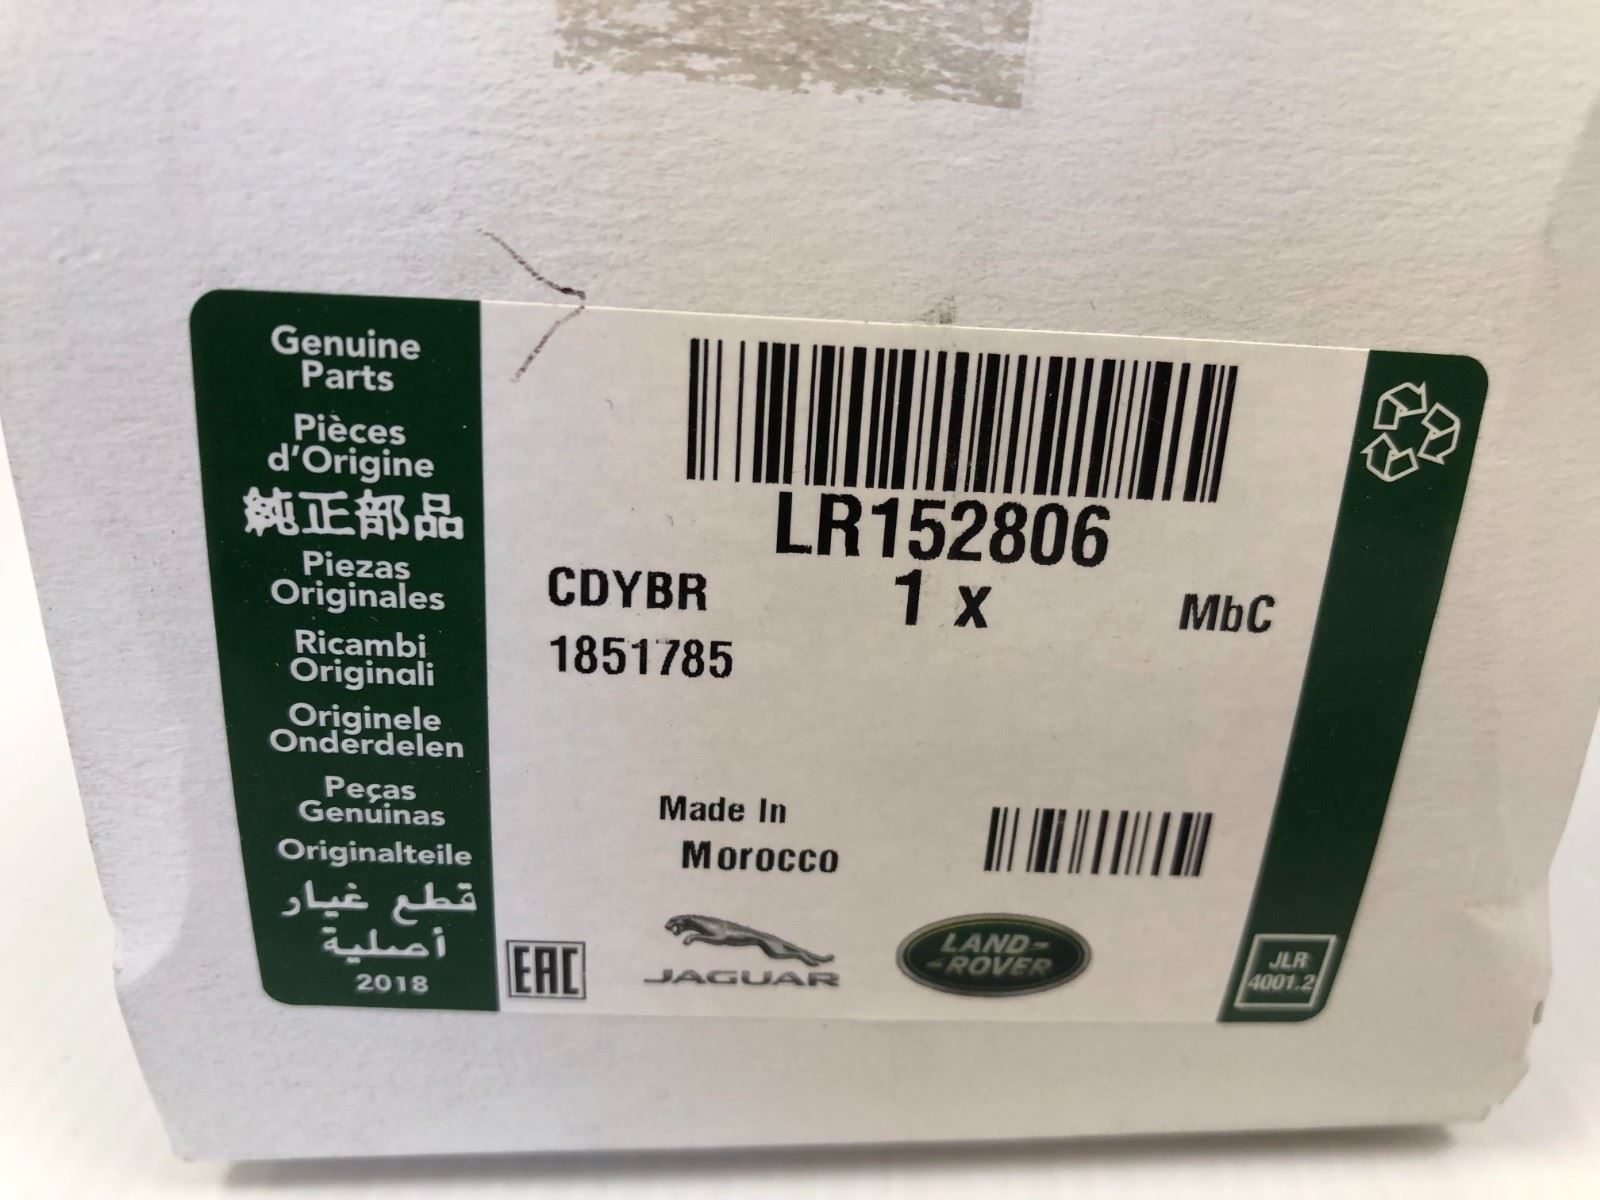 Genuine
Parts
Pièces
d'Origine
純正部品
Piezas
Originales
Ricambi
Originali
Originele
Onderdelen
Peças
Genuinas
Originalteile
قطع غيار
أصلية
2018
LR152806
CDYBR
1 x
MbC
1851785
Made In
Morocco
EAC
JAGUAR
LAND-
-ROVER
JLR
4001.2